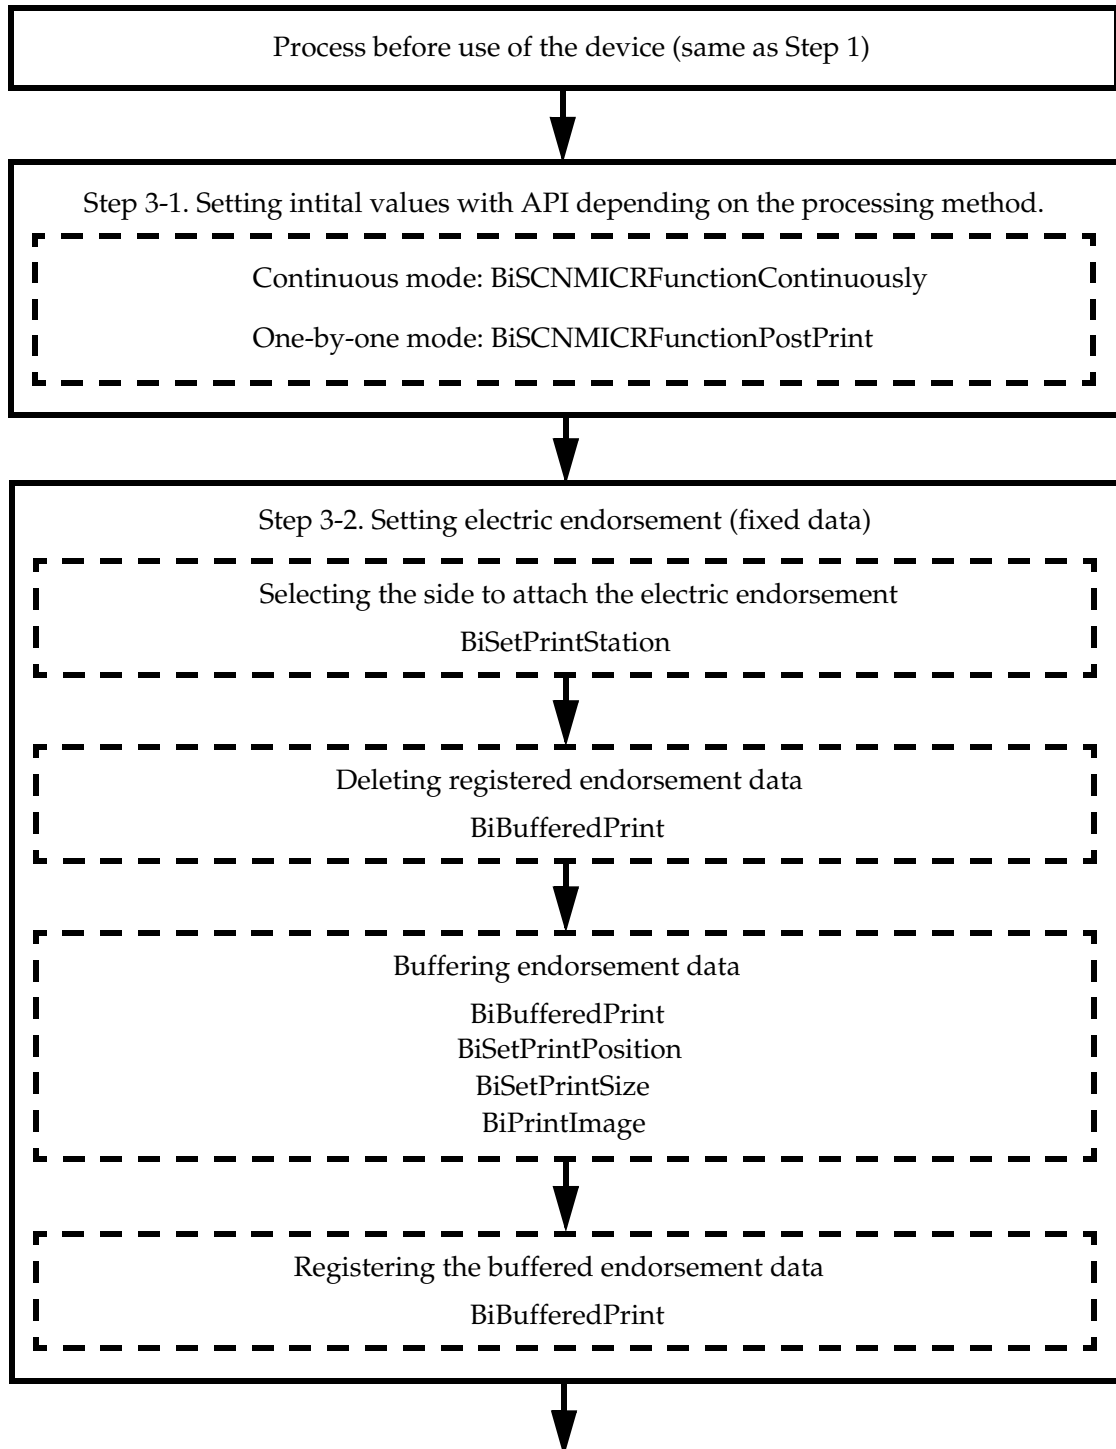 Process before use of the device (same as Step 1)
Step 3-1. Setting intital values with API depending on the processing method.
Continuous mode: BiSCNMICRFunctionContinuously
One-by-one mode: BiSCNMICRFunctionPostPrint
Step 3-2. Setting electric endorsement (fixed data)
Selecting the side to attach the electric endorsement
BiSetPrintStation
Deleting registered endorsement data
BiBufferedPrint
Buffering endorsement data
BiBufferedPrint
BiSetPrintPosition
BiSetPrintSize
BiPrintImage
Registering the buffered endorsement data
BiBufferedPrint